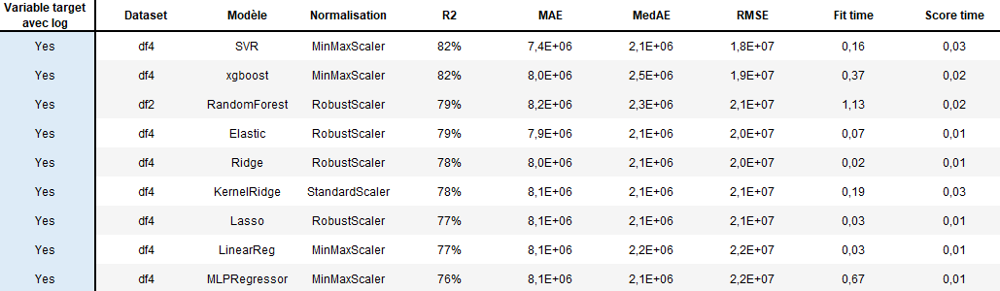 Variable target avec log Dataset Modèle Normalisation R2 MAE MedAE RMSE Fit time Score time
Yes df4 SVR MinMaxScaler 82% 7,4E+06 2,1E+06 1,8E+07 0,16 0,03
Yes df4 xgboost MinMaxScaler 82% 8,0E+06 2,5E+06 1,9E+07 0,37 0,02
Yes df2 RandomForest RobustScaler 79% 8,2E+06 2,3E+06 2,1E+07 1,13 0,02
Yes df4 Elastic RobustScaler 79% 7,9E+06 2,1E+06 2,0E+07 0,07 0,01
Yes df4 Ridge RobustScaler 78% 8,0E+06 2,1E+06 2,0E+07 0,02 0,01
Yes df4 KernelRidge StandardScaler 78% 8,1E+06 2,1E+06 2,1E+07 0,19 0,03
Yes df4 Lasso RobustScaler 77% 8,1E+06 2,1E+06 2,1E+07 0,03 0,01
Yes df4 LinearReg MinMaxScaler 77% 8,1E+06 2,2E+06 2,2E+07 0,03 0,01
Yes df4 MLPRegressor MinMaxScaler 76% 8,1E+06 2,1E+06 2,2E+07 0,67 0,01